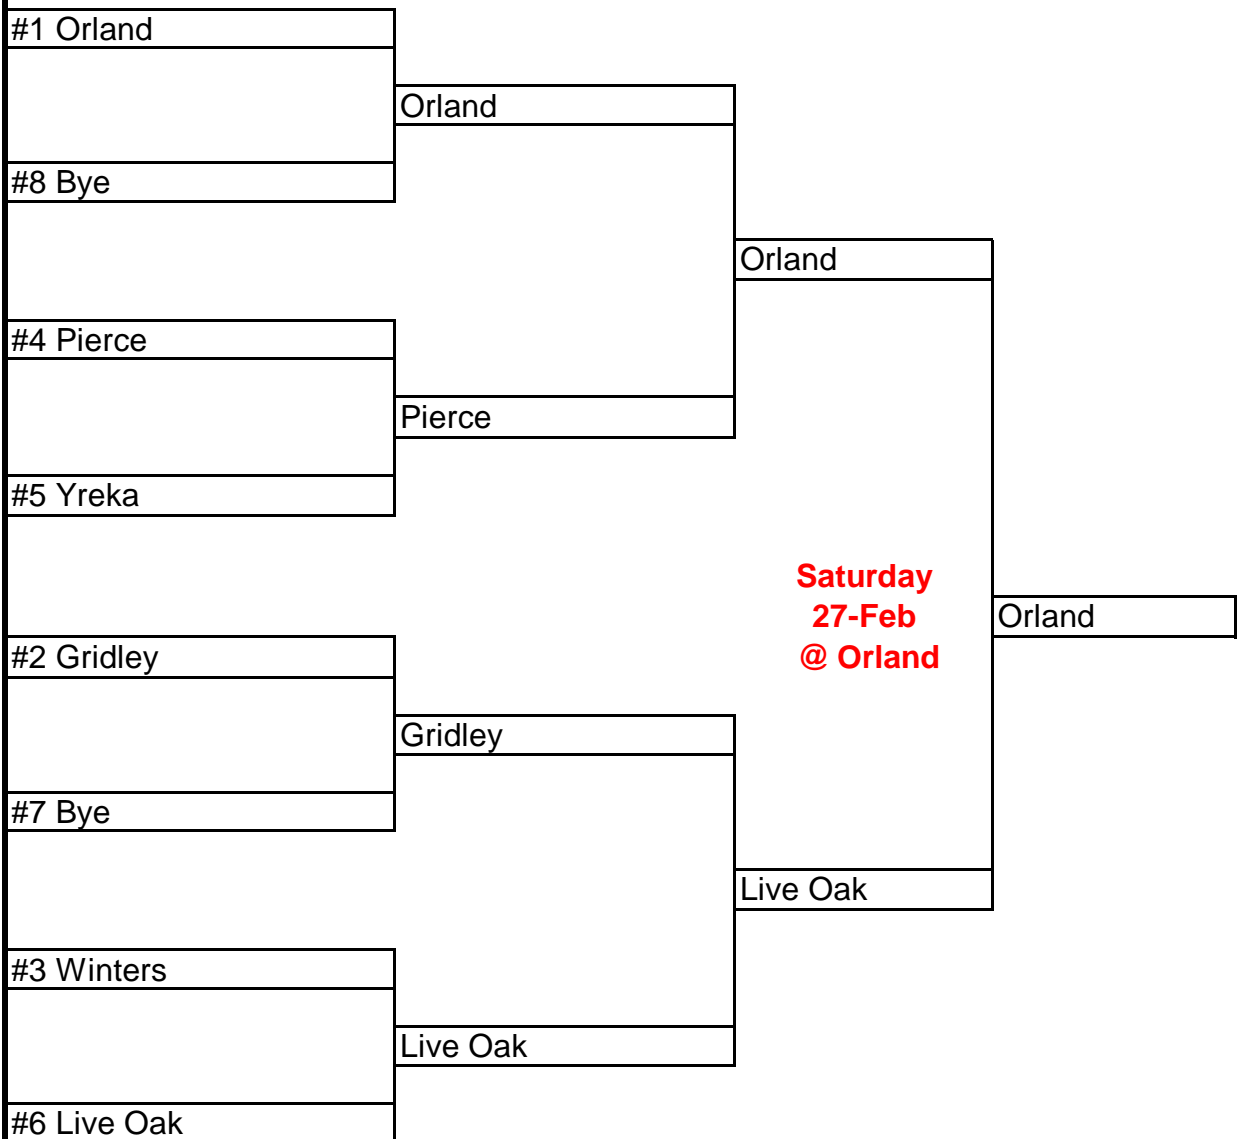 #1 Orland
Orland
#8 Bye
Orland
#4 Pierce
Pierce
#5 Yreka
Saturday
27-Feb
@ Orland
Orland
#2 Gridley
Gridley
#7 Bye
Live Oak
#3 Winters
Live Oak
#6 Live Oak